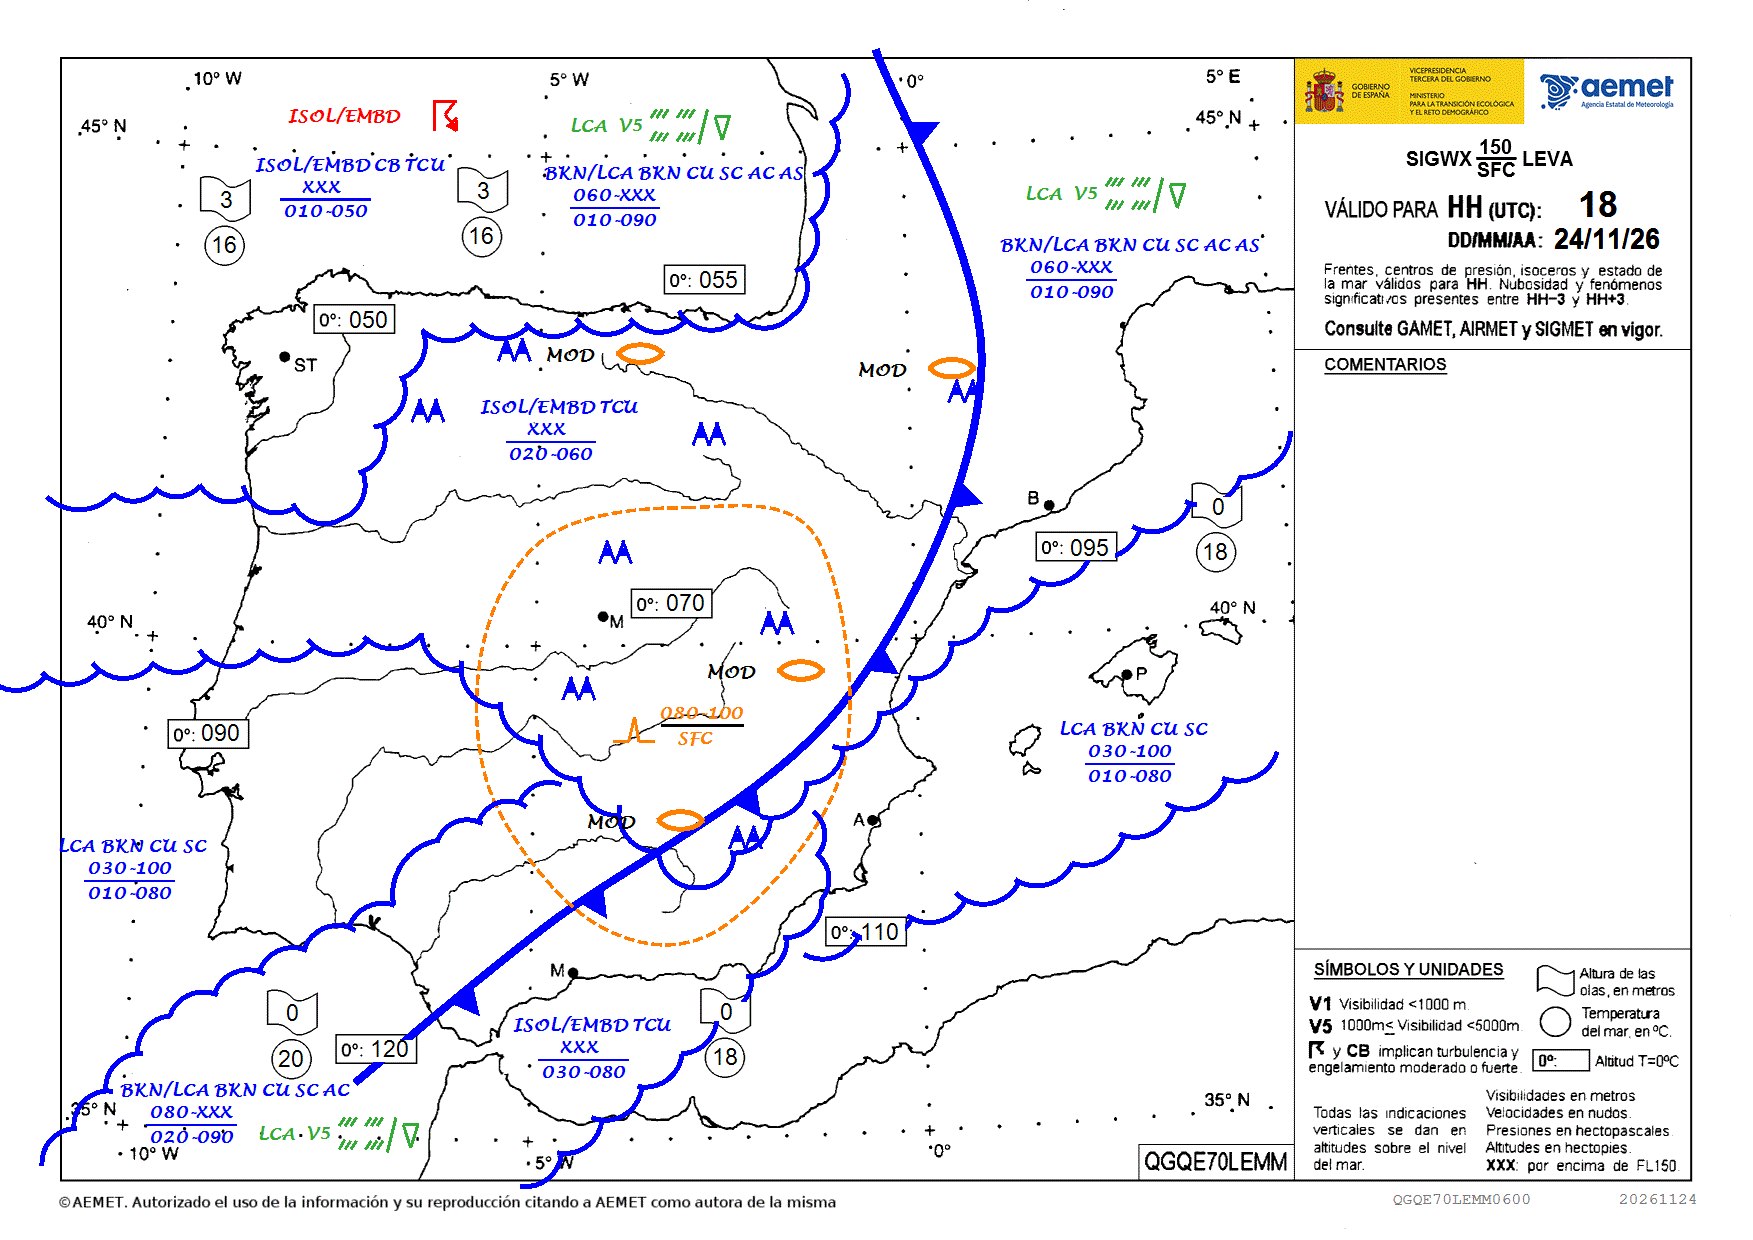 10° W
5° W
0°
5° E
45° N
45° N
ISOL/EMBD
ISOL/EMBD CB TCU
XXX
010-050
3
16
3
16
LCA V5
BKN/LCA BKN CU SC AC AS
060-XXX
010-090
LCA V5
BKN/LCA BKN CU SC AC AS
060-XXX
010-090
0°: 055
0°: 050
ST
MOD
MOD
ISOL/EMBD TCU
XXX
020-060
B
0
18
0°: 095
0°: 070
M
40° N
40° N
MOD
P
080-100
SFC
0°: 090
LCA BKN CU SC
030-100
010-080
MOD
A
LCA BKN CU SC
030-100
010-080
0°: 110
M
0
20
0°: 120
ISOL/EMBD TCU
XXX
030-080
0
18
BKN/LCA BKN CU SC AC
080-XXX
020-090
LCA V5
35° N
35° N
10° W
5° W
0°
QGQE70LEMM
GOBIERNO
DE ESPAÑA
VICEPRESIDENCIA
TERCERA DEL GOBIERNO
MINISTERIO
PARA LA TRANSICIÓN ECOLÓGICA
Y EL RETO DEMOGRÁFICO
aemet
Agencia Estatal de Meteorología
SIGWX 150/SFC LEVA
VÁLIDO PARA HH (UTC): 18
DD/MM/AA: 24/11/26
Frentes, centros de presión, isoceros y estado de
la mar válidos para HH. Nubosidad y fenómenos
significativos presentes entre HH-3 y HH+3.
Consulte GAMET, AIRMET y SIGMET en vigor.
COMENTARIOS
SÍMBOLOS Y UNIDADES
V1 Visibilidad <1000 m.
V5 1000m≤ Visibilidad <5000m.
y CB implican turbulencia y
engelamiento moderado o fuerte.
Altura de las
olas, en metros
Temperatura
del mar, en ºC.
0°: Altitud T=0ºC
Todas las indicaciones
verticales se dan en
altitudes sobre el nivel
del mar.
Visibilidades en metros
Velocidades en nudos.
Presiones en hectopascales.
Altitudes en hectopies.
XXX: por encima de FL150.
©AEMET. Autorizado el uso de la información y su reproducción citando a AEMET como autora de la misma
QGQE70LEMM0600 20261124